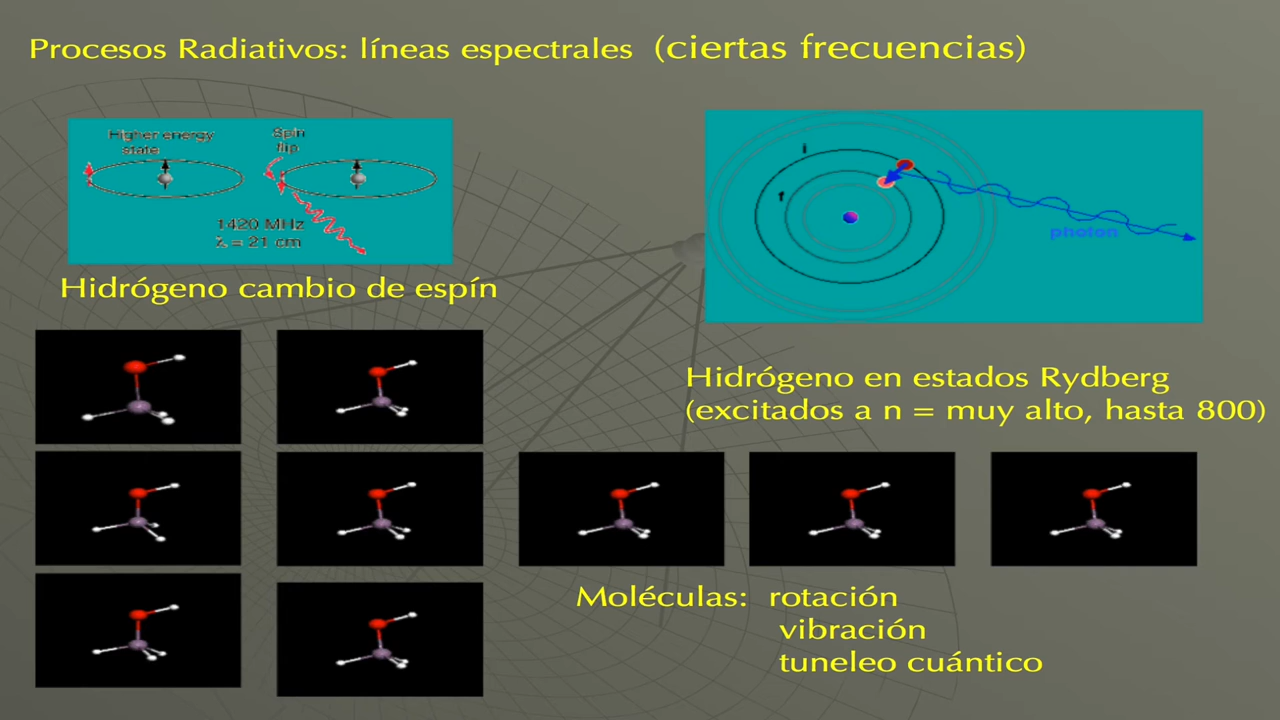 Procesos Radiativos: líneas espectrales (ciertas frecuencias)
Higher energy
state
Spin
flip
1420 MHz
λ = 21 cm
i
f
photon
Hidrógeno cambio de espín
Hidrógeno en estados Rydberg
(excitados a n = muy alto, hasta 800)
Moléculas: rotación
vibración
tuneleo cuántico